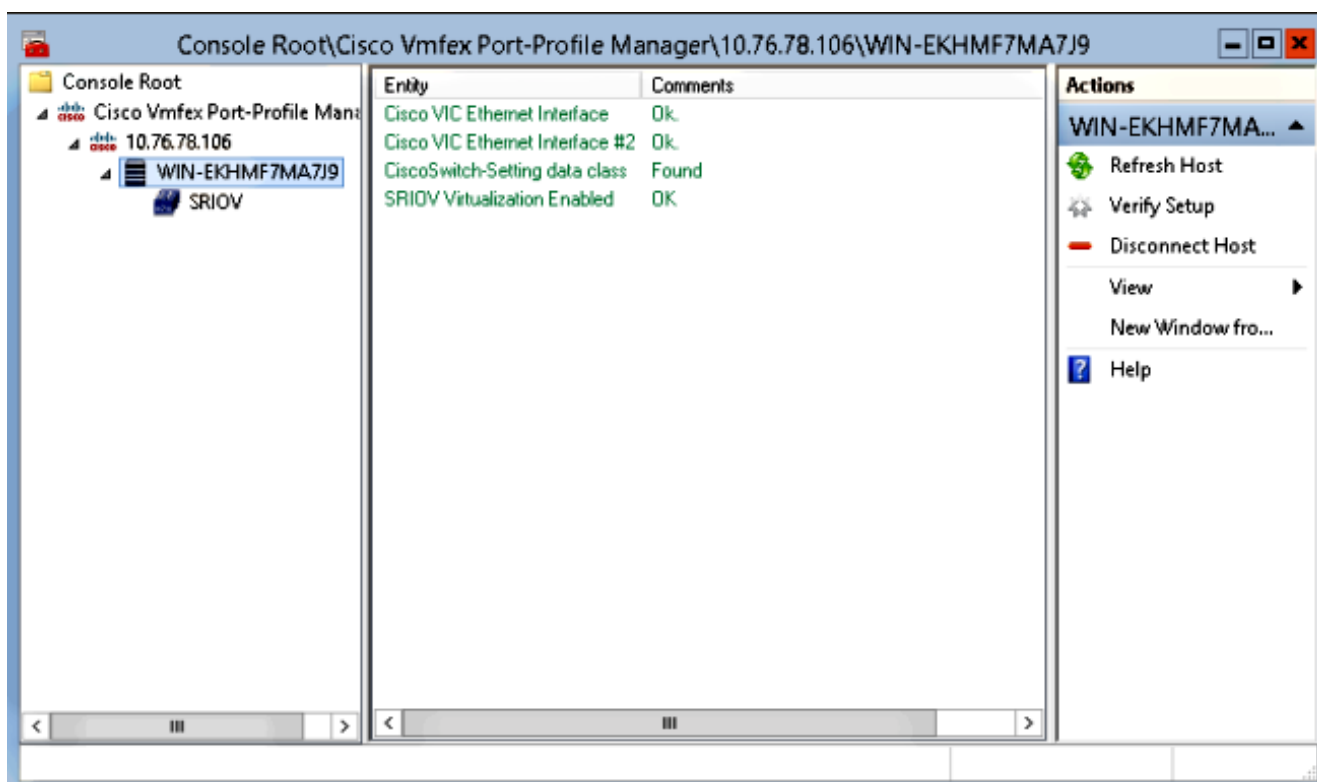 Console Root\Cisco Vmfex Port-Profile Manager\10.76.78.106\WIN-EKHMF7MA7J9
Console Root
Cisco Vmfex Port-Profile Mana
10.76.78.106
WIN-EKHMF7MA7J9
SRIOV
Entity Comments
Cisco VIC Ethernet Interface Ok.
Cisco VIC Ethernet Interface #2 Ok.
CiscoSwitch-Setting data class Found
SRIOV Virtualization Enabled OK
Actions
WIN-EKHMF7MA...
Refresh Host
Verify Setup
Disconnect Host
View
New Window fro...
Help